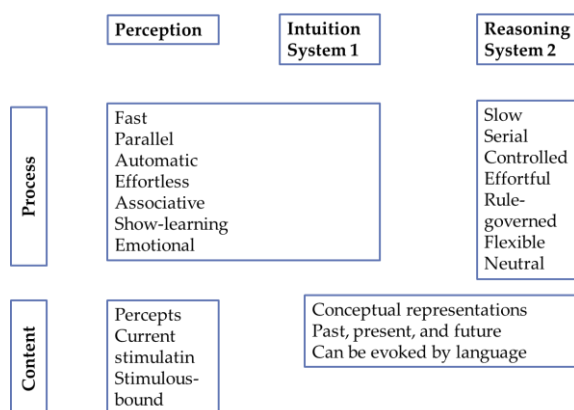 Perception
Intuition
System 1
Reasoning
System 2
Process
Fast
Parallel
Automatic
Effortless
Associative
Show-learning
Emotional
Slow
Serial
Controlled
Effortful
Rule-
governed
Flexible
Neutral
Content
Percepts
Current
stimulatin
Stimulous-
bound
Conceptual representations
Past, present, and future
Can be evoked by language